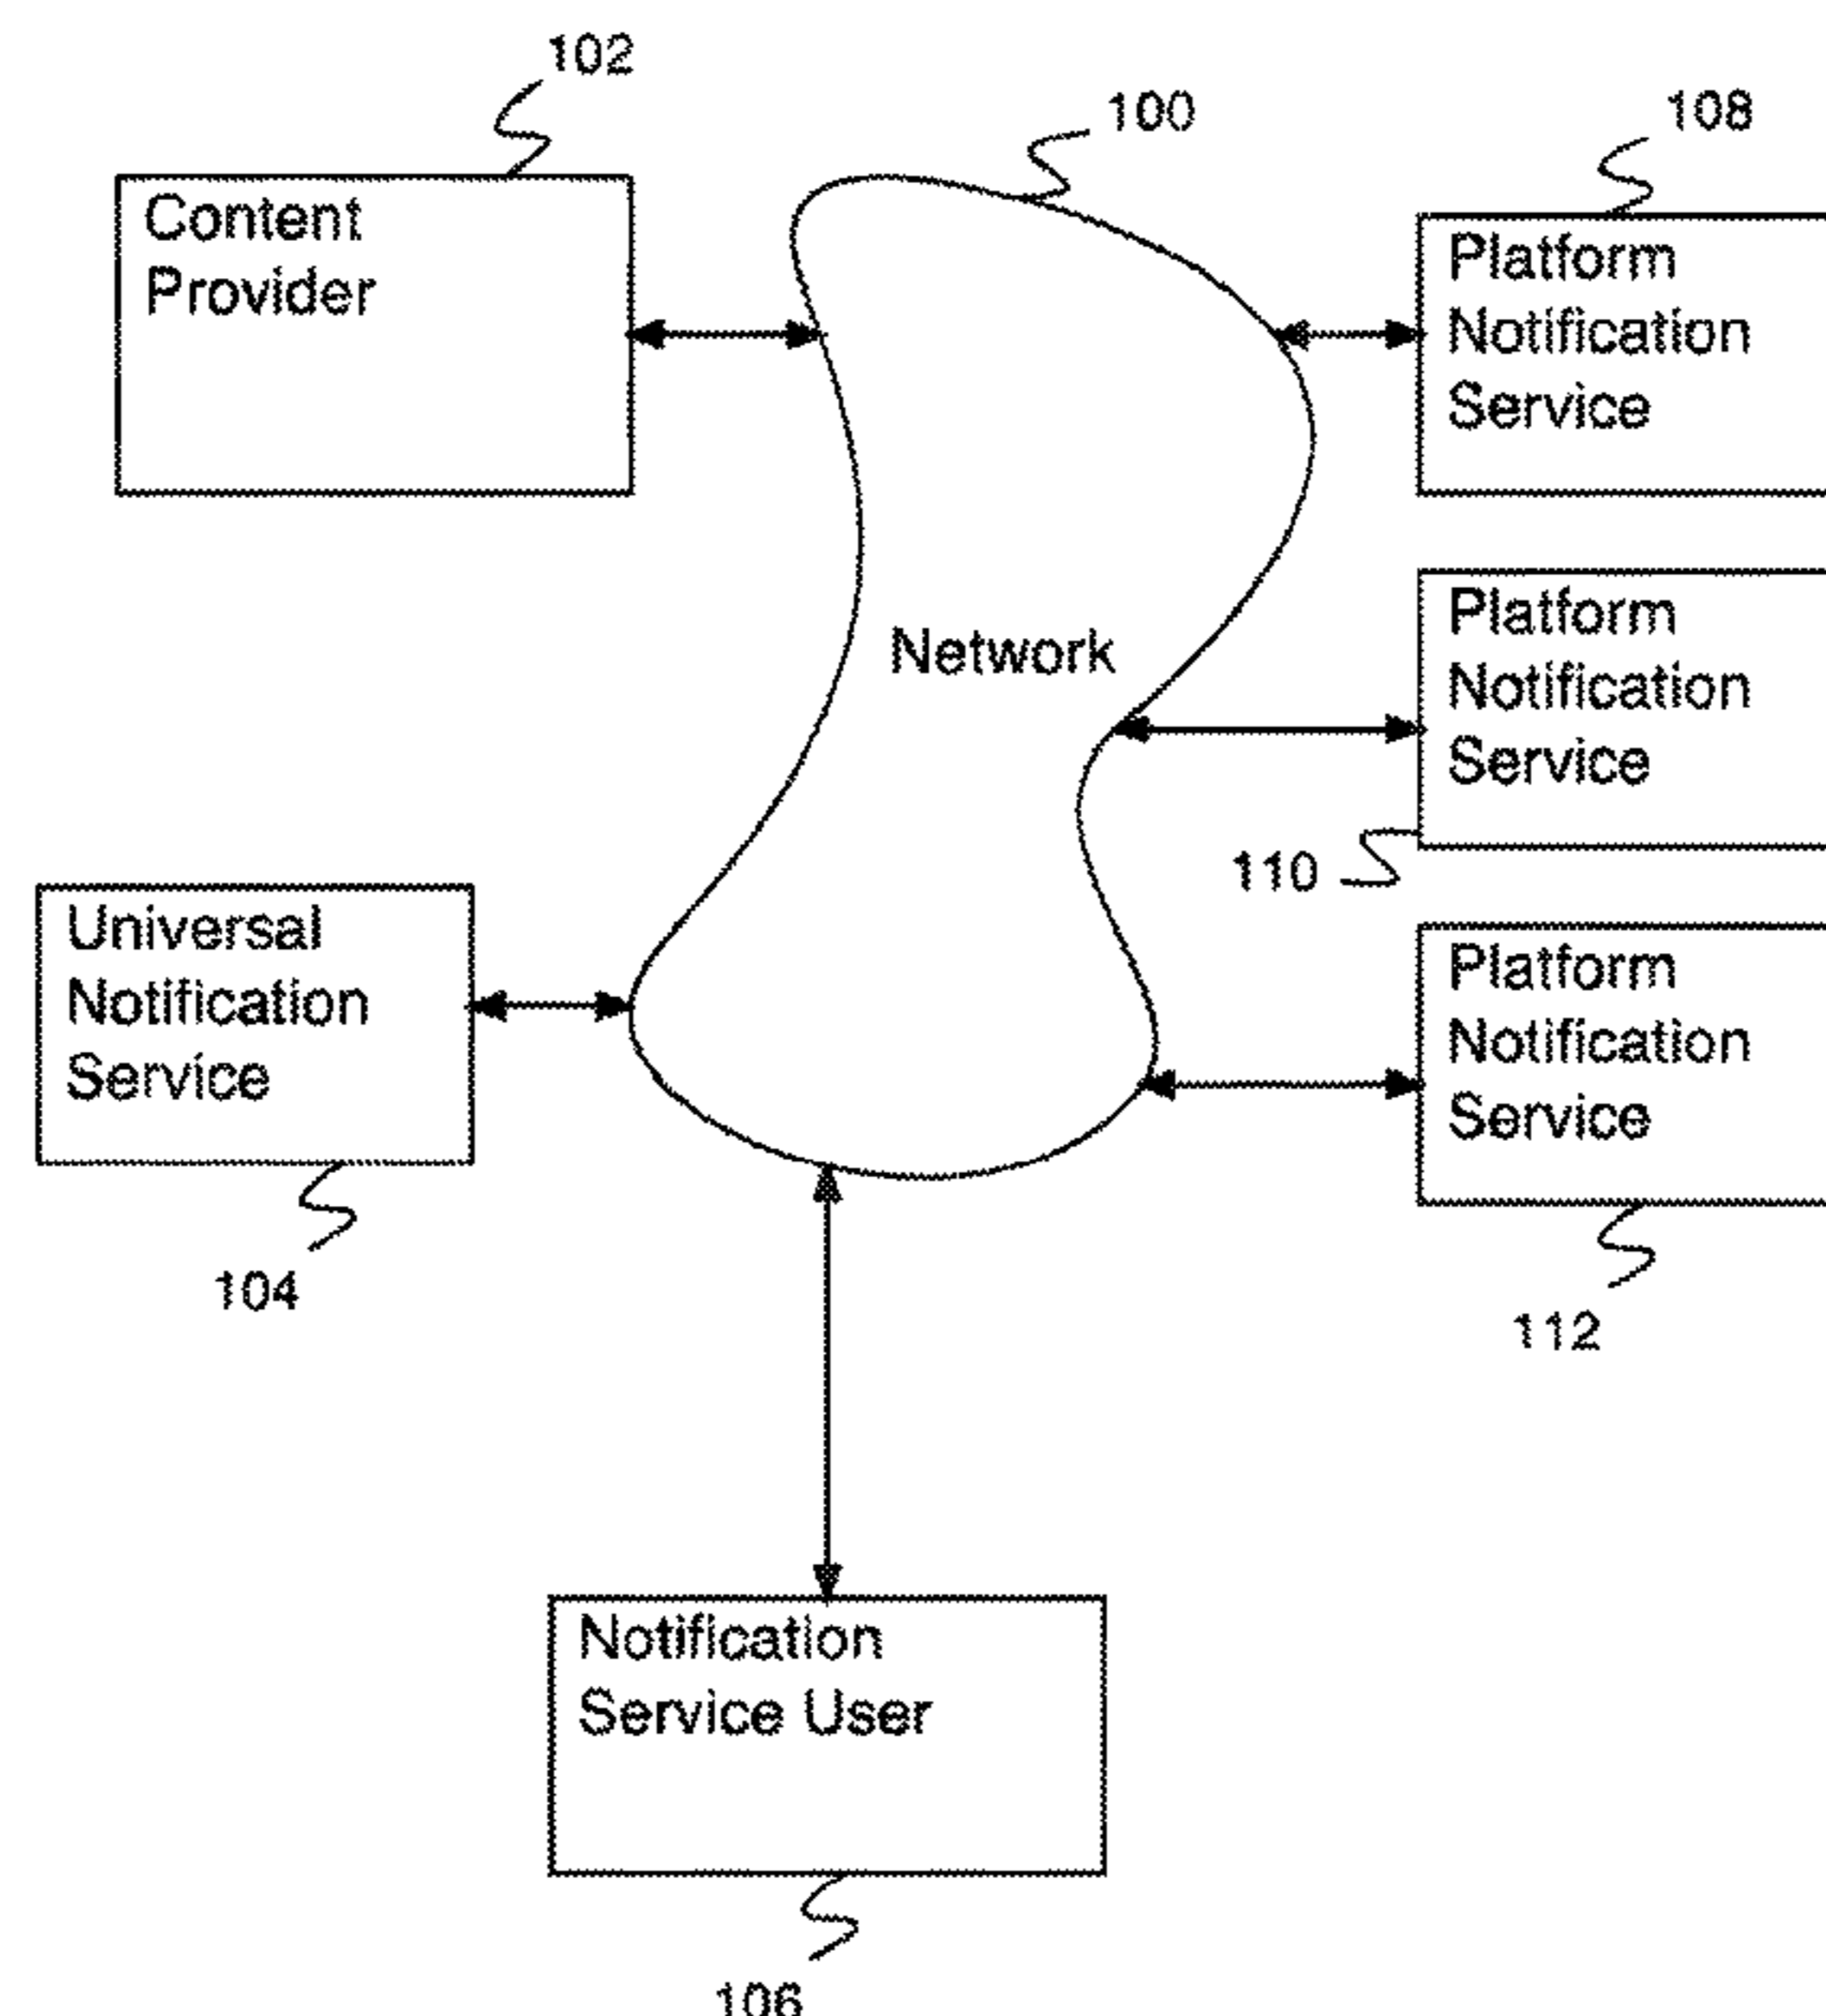 102
100
108
Content
Provider
Platform
Notification
Service
Network
Platform
Notification
Service
110
Universal
Notification
Service
Platform
Notification
Service
104
112
Notification
Service User
106